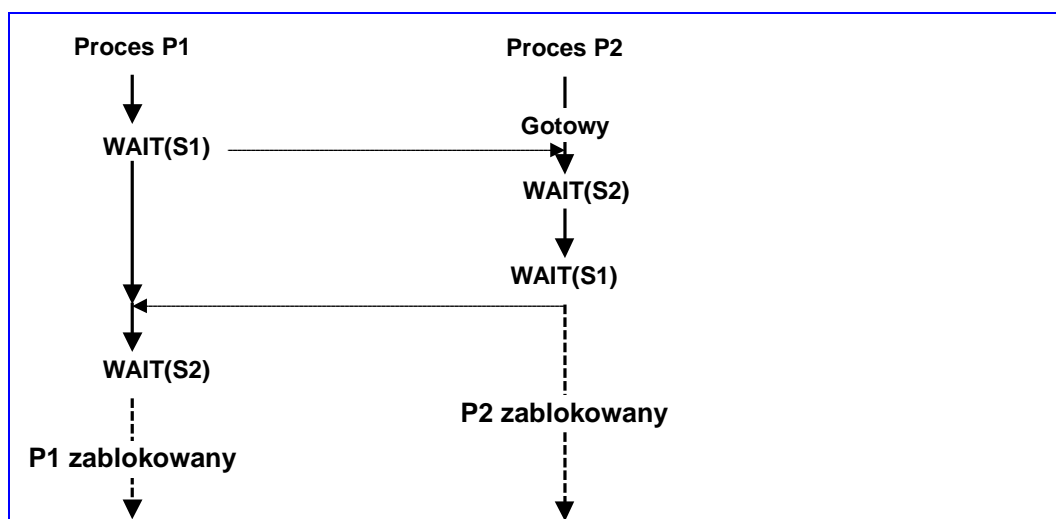 Proces P1
Proces P2
Gotowy
WAIT(S1)
WAIT(S2)
WAIT(S1)
WAIT(S2)
P2 zablokowany
P1 zablokowany